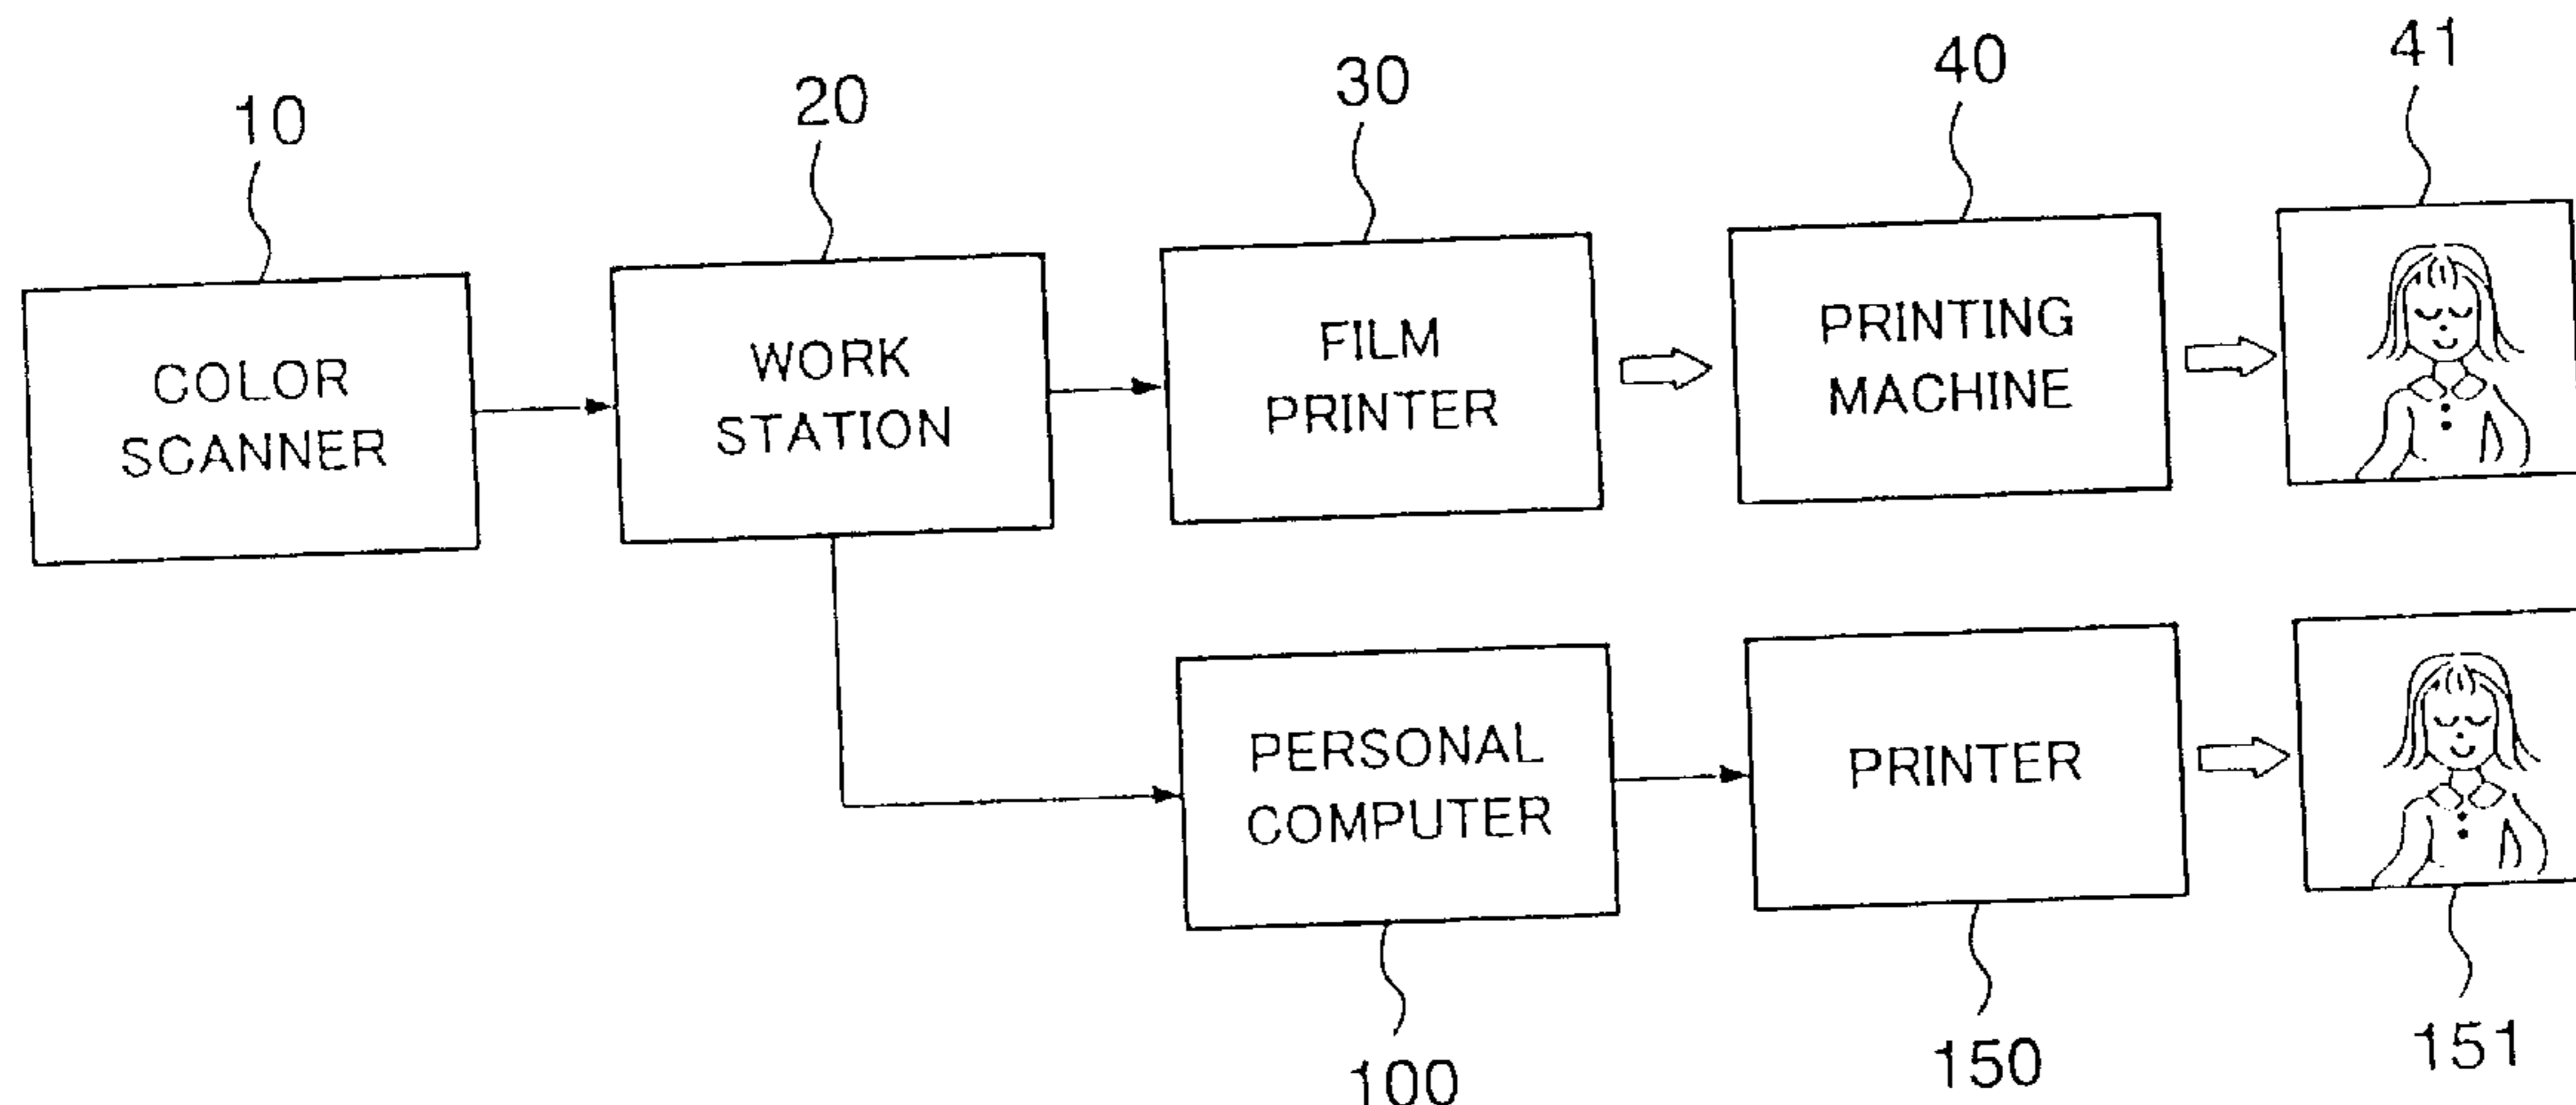 10
20
30
40
41
COLOR
SCANNER
WORK
STATION
FILM
PRINTER
PRINTING
MACHINE
PERSONAL
COMPUTER
PRINTER
100
150
151